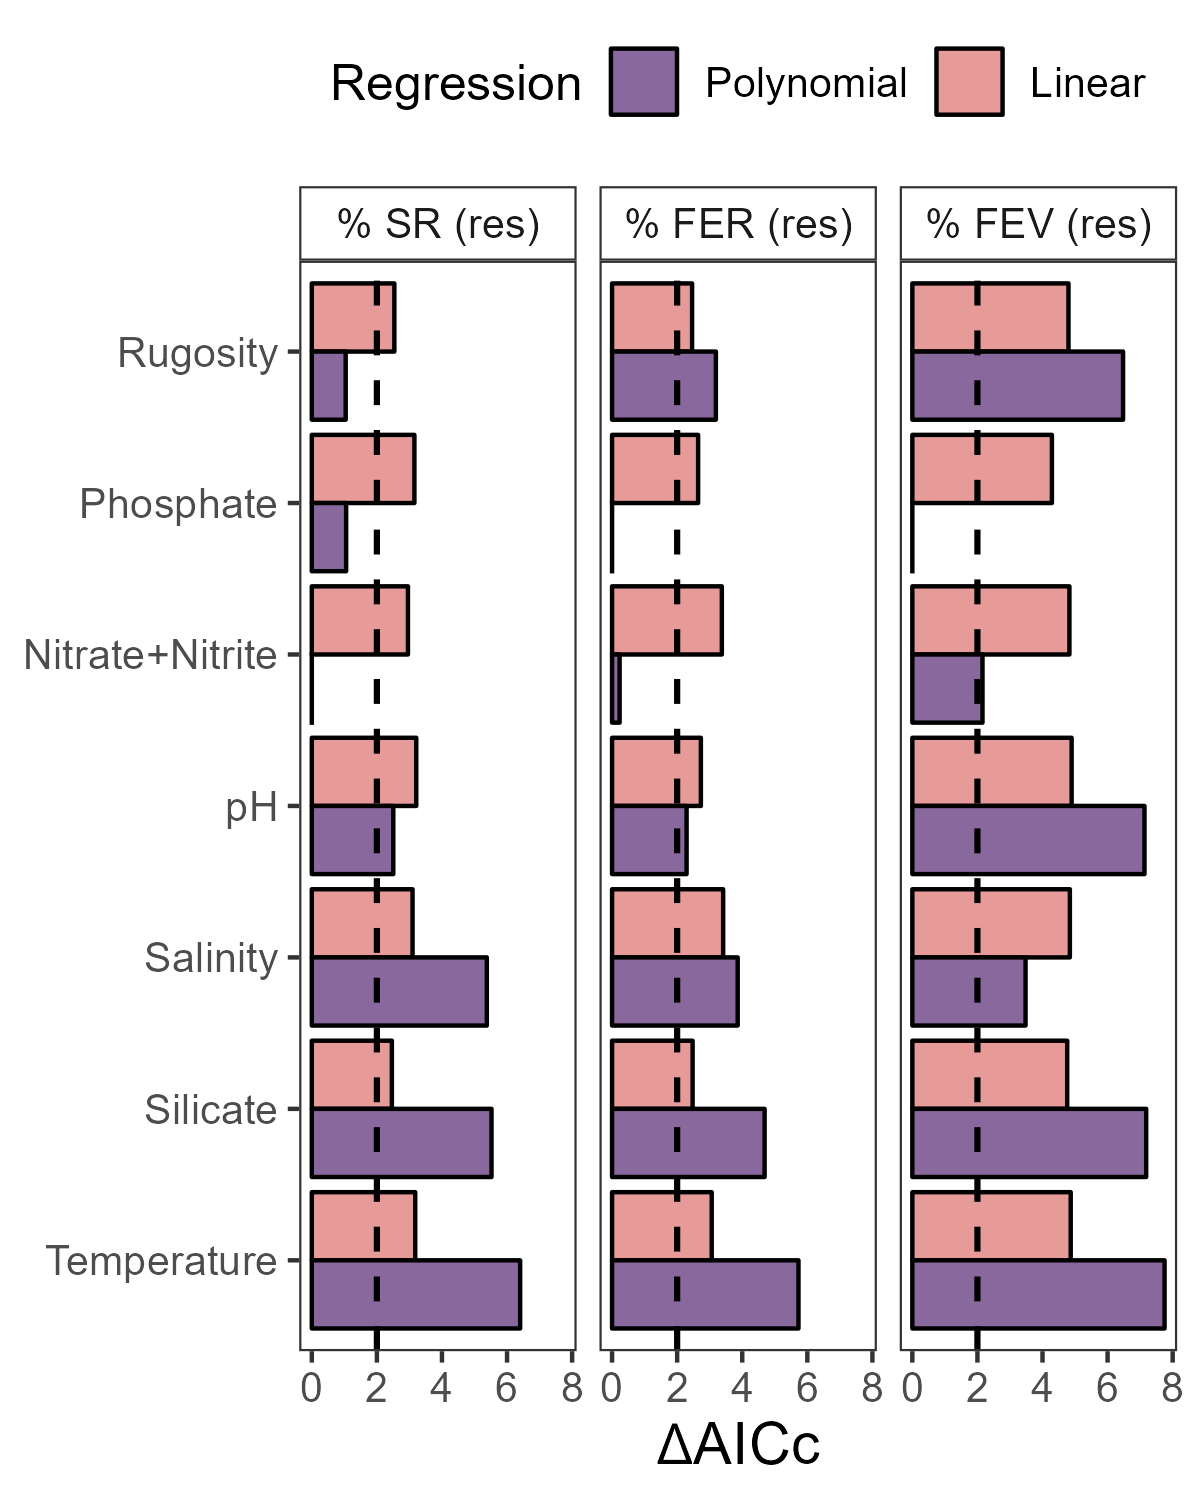 Regression Polynomial Linear
% SR (res) % FER (res) % FEV (res)
Rugosity
Phosphate
Nitrate+Nitrite
pH
Salinity
Silicate
Temperature
0 2 4 6 8 0 2 4 6 8 0 2 4 6 8
ΔAICc